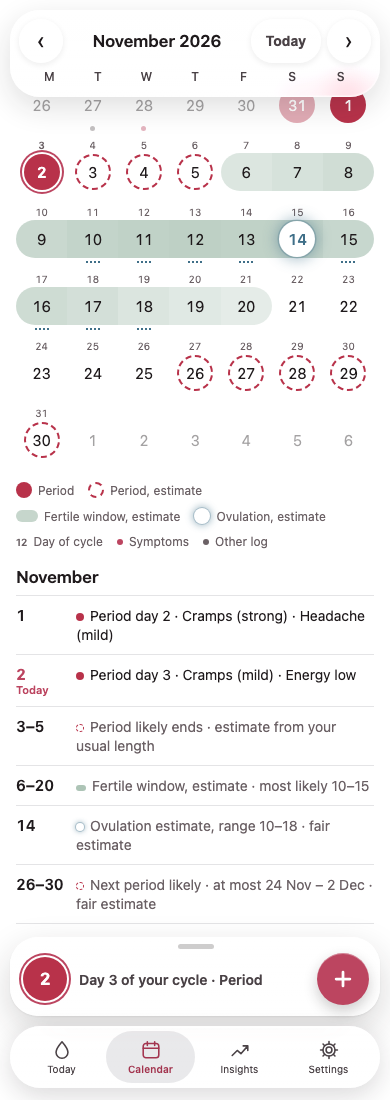 ‹ November 2026 Today ›
M T W T F S S
26 27 28 29 30 31 1
3 4 5 6 7 8 9
2 3 4 5 6 7 8
10 11 12 13 14 15 16
9 10 11 12 13 14 15
17 18 19 20 21 22 23
16 17 18 19 20 21 22
24 25 26 27 28 29 30
23 24 25 26 27 28 29
31
30 1 2 3 4 5 6
Period Period, estimate
Fertile window, estimate Ovulation, estimate
12 Day of cycle Symptoms Other log
November
1 Period day 2 · Cramps (strong) · Headache
(mild)
2 Period day 3 · Cramps (mild) · Energy low
Today
3–5 Period likely ends · estimate from your
usual length
6–20 Fertile window, estimate · most likely 10–15
14 Ovulation estimate, range 10–18 · fair
estimate
26–30 Next period likely · at most 24 Nov – 2 Dec ·
fair estimate
2 Day 3 of your cycle · Period +
Today Calendar Insights Settings